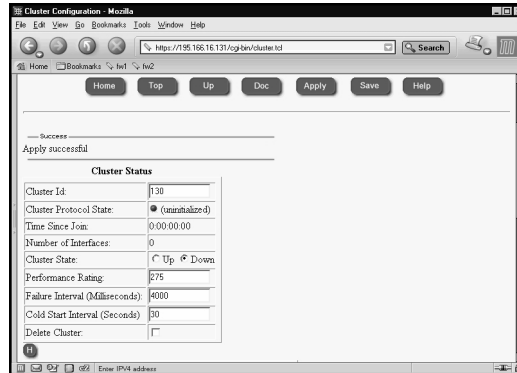 Cluster Configuration - Mozilla
File Edit View Go Bookmarks Tools Window Help
https://195.166.16.131/cgi-bin/cluster.tcl
Search
Home Bookmarks fw1 fw2
Home Top Up Doc Apply Save Help
Success
Apply successful
Cluster Status
Cluster Id: 130
Cluster Protocol State: (uninitialized)
Time Since Join: 0:00:00:00
Number of Interfaces: 0
Cluster State: Up Down
Performance Rating: 275
Failure Interval (Milliseconds): 4000
Cold Start Interval (Seconds) 30
Delete Cluster:
H
Enter IPV4 address